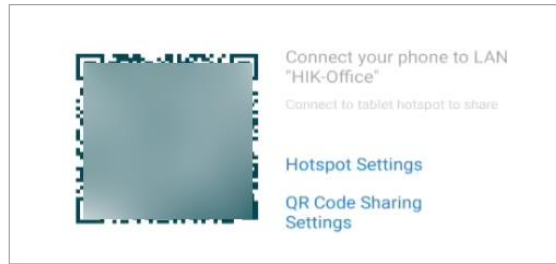 Connect your phone to LAN
"HIK-Office"
Connect to tablet hotspot to share
Hotspot Settings
QR Code Sharing
Settings